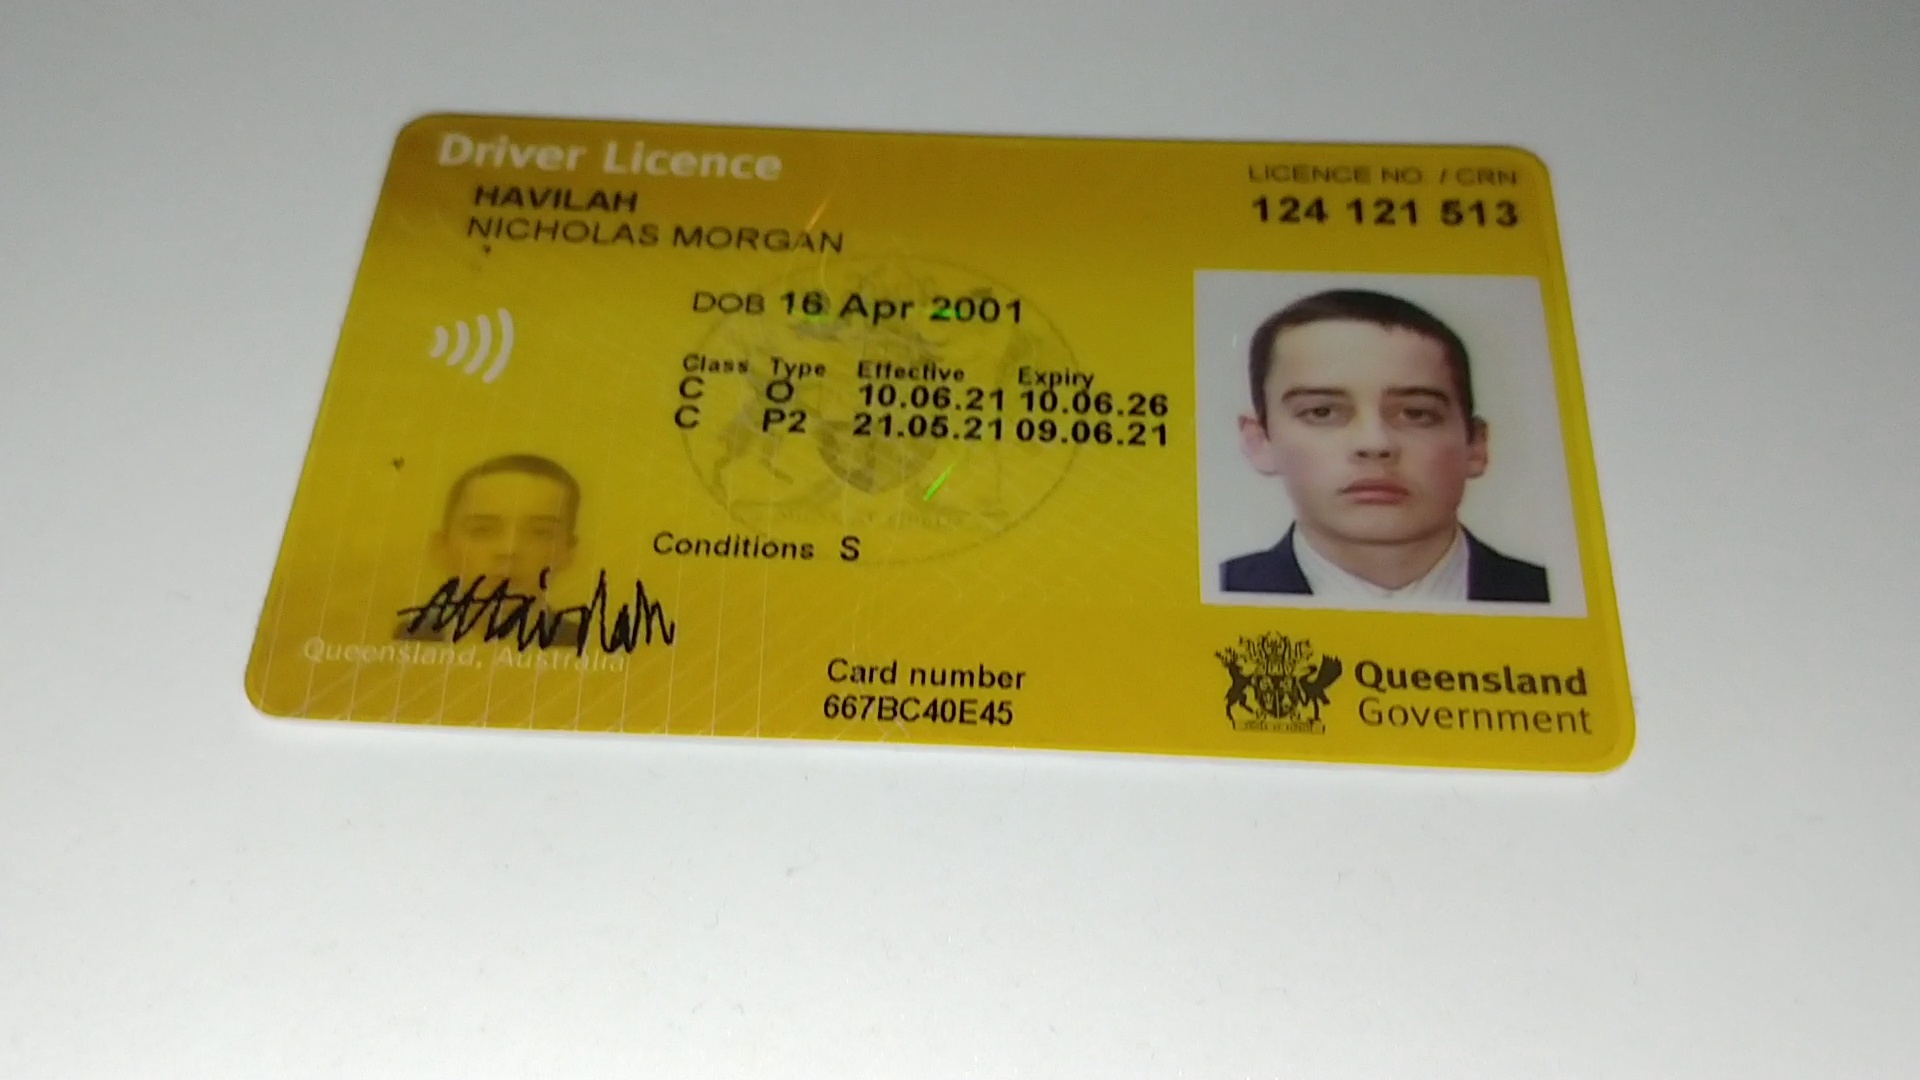 Driver Licence
HAVILAH
NICHOLAS MORGAN
LICENCE NO. / CRN
124 121 513
DOB 16 Apr 2001
Class Type Effective Expiry
C O 10.06.21 10.06.26
C P2 21.05.21 09.06.21
Conditions S
Queensland, Australia
Card number
667BC40E45
Queensland
Government